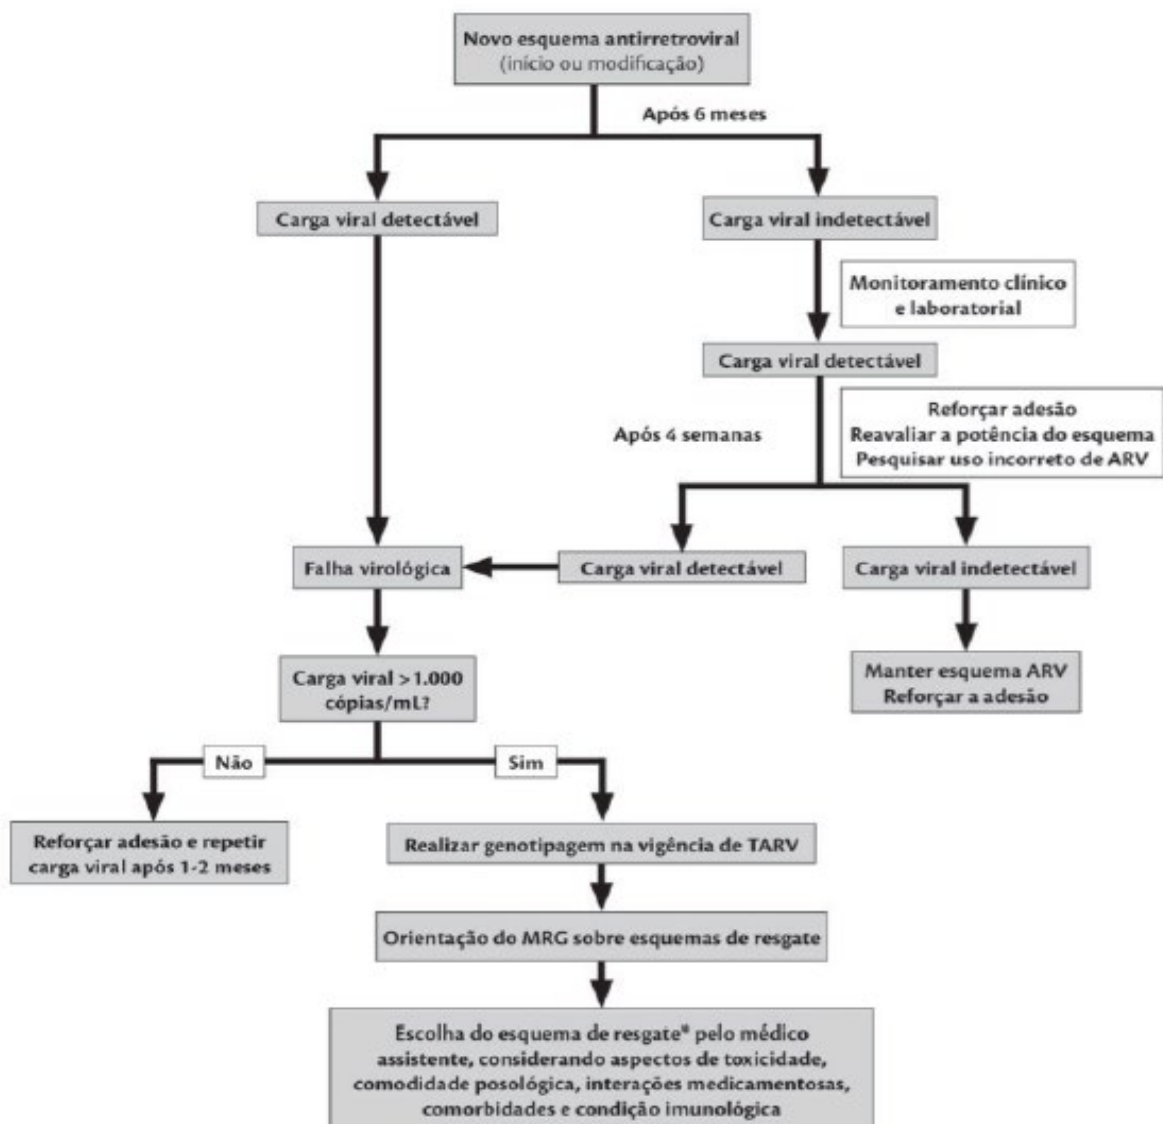 Novo esquema antirretroviral
(início ou modificação)
Após 6 meses
Carga viral detectável
Carga viral indetectável
Monitoramento clínico
e laboratorial
Carga viral detectável
Reforçar adesão
Reavaliar a potência do esquema
Pesquisar uso incorreto de ARV
Após 4 semanas
Falha virológica
Carga viral detectável
Carga viral indetectável
Carga viral >1.000
cópias/mL?
Manter esquema ARV
Reforçar a adesão
Não
Sim
Reforçar adesão e repetir
carga viral após 1-2 meses
Realizar genotipagem na vigência de TARV
Orientação do MRG sobre esquemas de resgate
Escolha do esquema de resgate* pelo médico
assistente, considerando aspectos de toxicidade,
comodidade posológica, interações medicamentosas,
comorbidades e condição imunológica